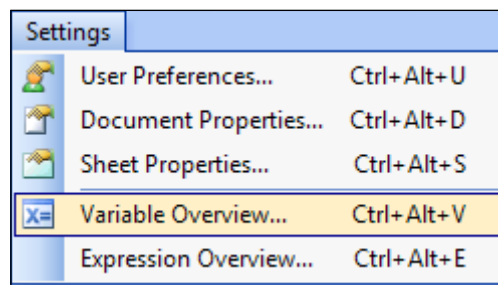 Settings
User Preferences... Ctrl+Alt+U
Document Properties... Ctrl+Alt+D
Sheet Properties... Ctrl+Alt+S
X= Variable Overview... Ctrl+Alt+V
Expression Overview... Ctrl+Alt+E